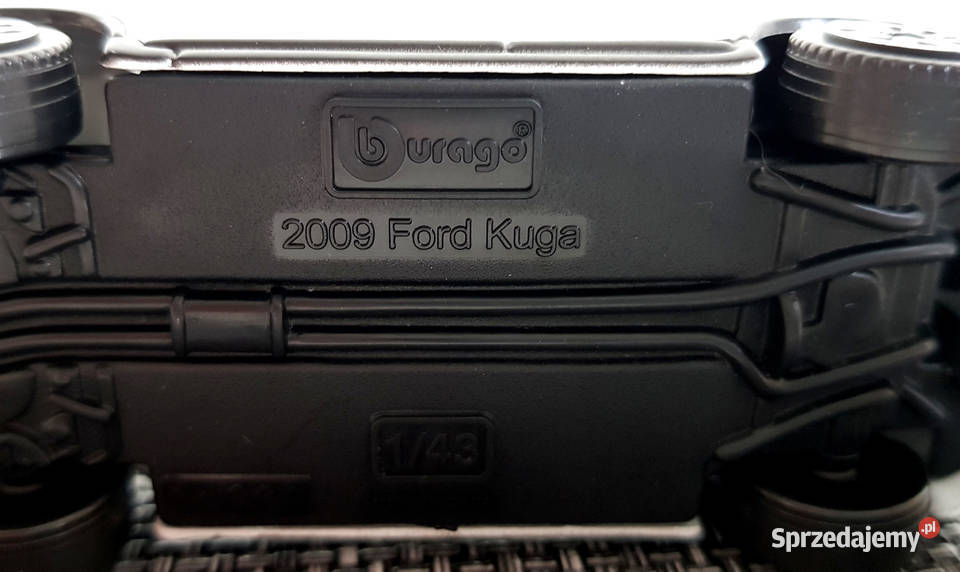 burago®
2009 Ford Kuga
1/43
Sprzedajemy.pl